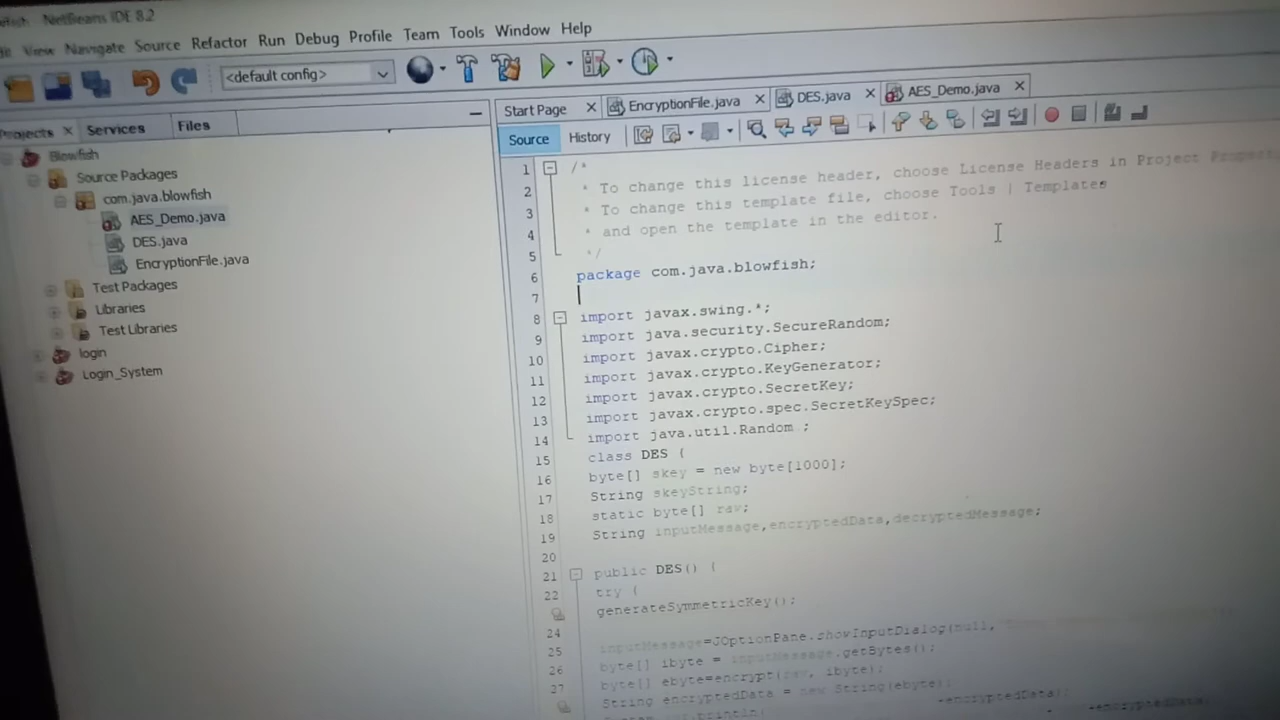 NetBeans IDE 8.2
View Navigate Source Refactor Run Debug Profile Team Tools Window Help
<default config>
Projects Services Files
Blowfish
Source Packages
com.java.blowfish
AES_Demo.java
DES.java
EncryptionFile.java
Test Packages
Libraries
Test Libraries
login
Login_System
Start Page EncryptionFile.java DES.java AES_Demo.java
Source History
1 /*
2 * To change this license header, choose License Headers in Project
3 * To change this template file, choose Tools | Templates
4 * and open the template in the editor.
5 */
6 package com.java.blowfish;
7
8 import javax.swing.*;
9 import java.security.SecureRandom;
10 import javax.crypto.Cipher;
11 import javax.crypto.KeyGenerator;
12 import javax.crypto.SecretKey;
13 import javax.crypto.spec.SecretKeySpec;
14 import java.util.Random ;
15 class DES {
16 byte[] skey = new byte[1000];
17 String skeyString;
18 static byte[] raw;
19 String inputMessage,encryptedData,decryptedMessage;
20
21 public DES() {
22 try {
generateSymmetricKey();
24
25 inputMessage=JOptionPane.showInputDialog(null,
26 byte[] ibyte = inputMessage.getBytes();
27 byte[] ebyte=encrypt(raw, ibyte);
String encryptedData = new String(ebyte);
println( +encryptedData);
+encryptedData);